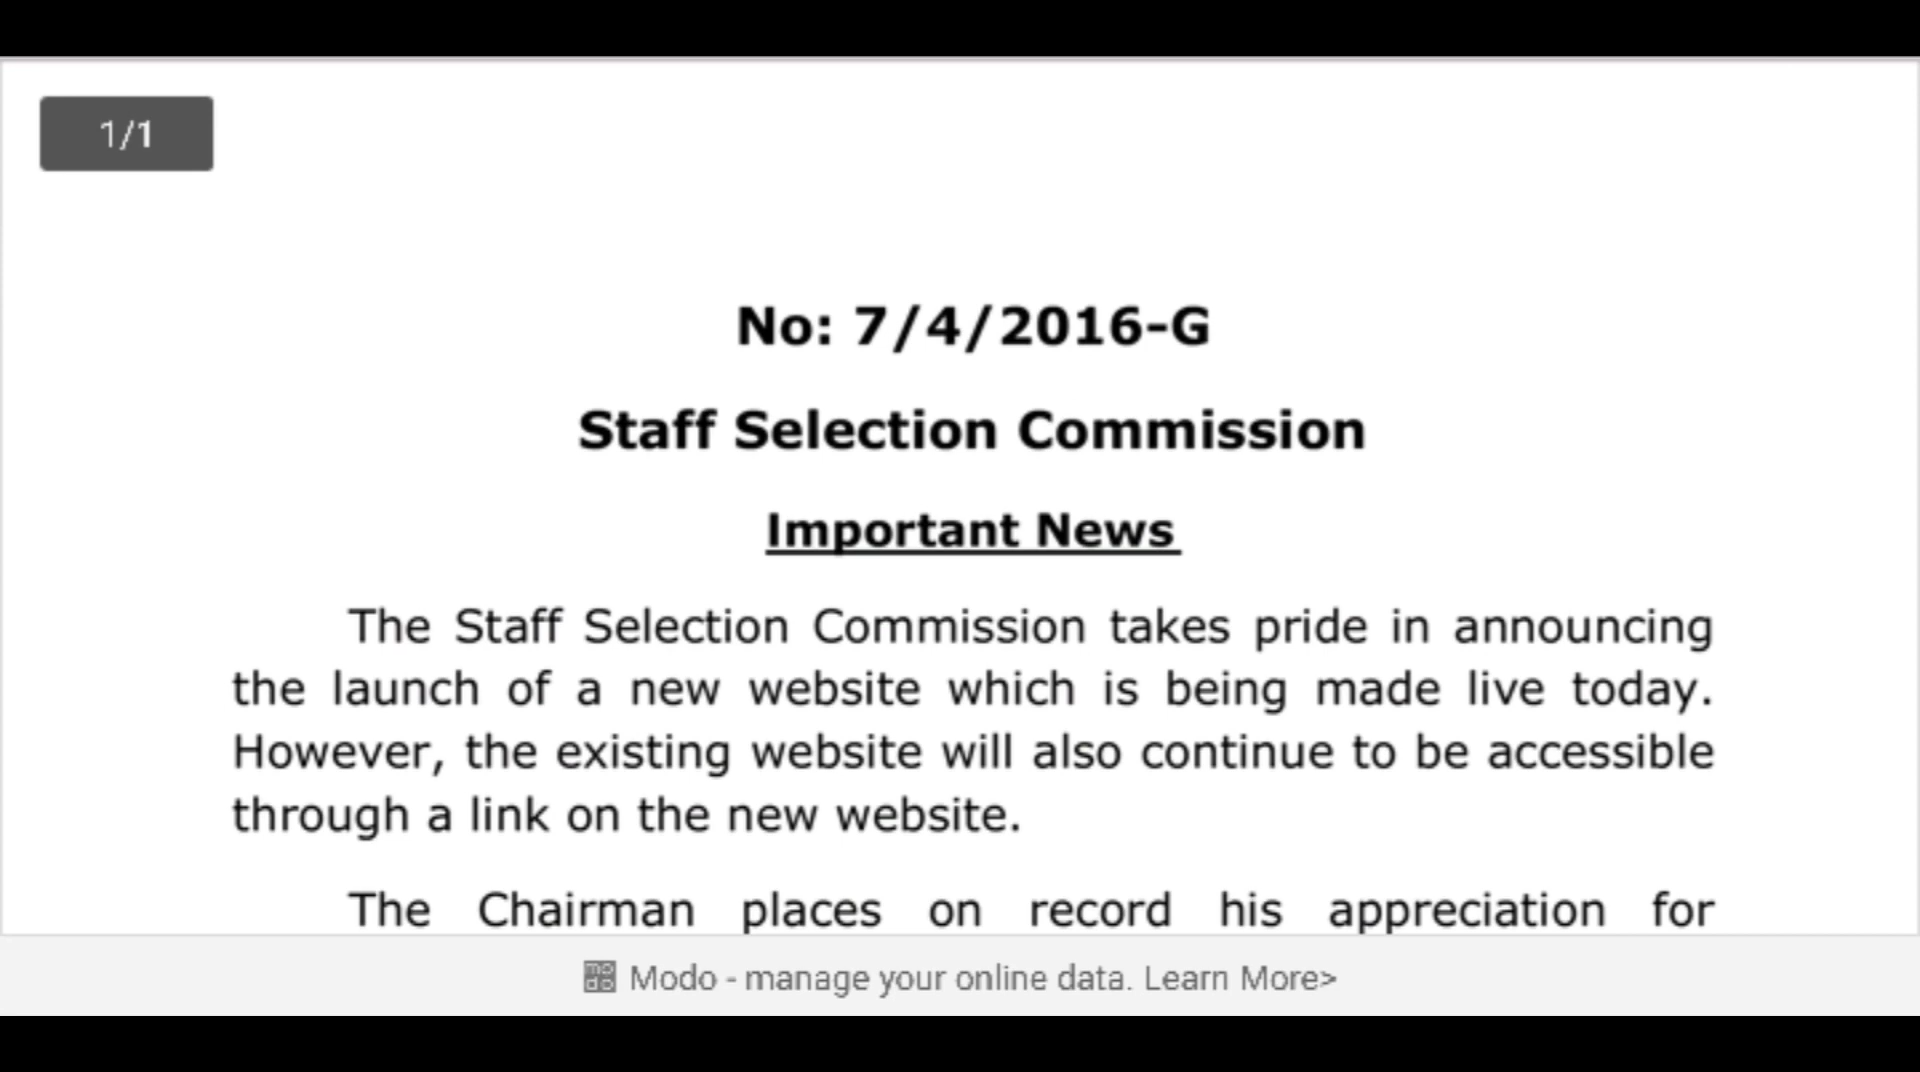 1/1
No: 7/4/2016-G
Staff Selection Commission
Important News
The Staff Selection Commission takes pride in announcing
the launch of a new website which is being made live today.
However, the existing website will also continue to be accessible
through a link on the new website.
The Chairman places on record his appreciation for
Modo - manage your online data. Learn More>